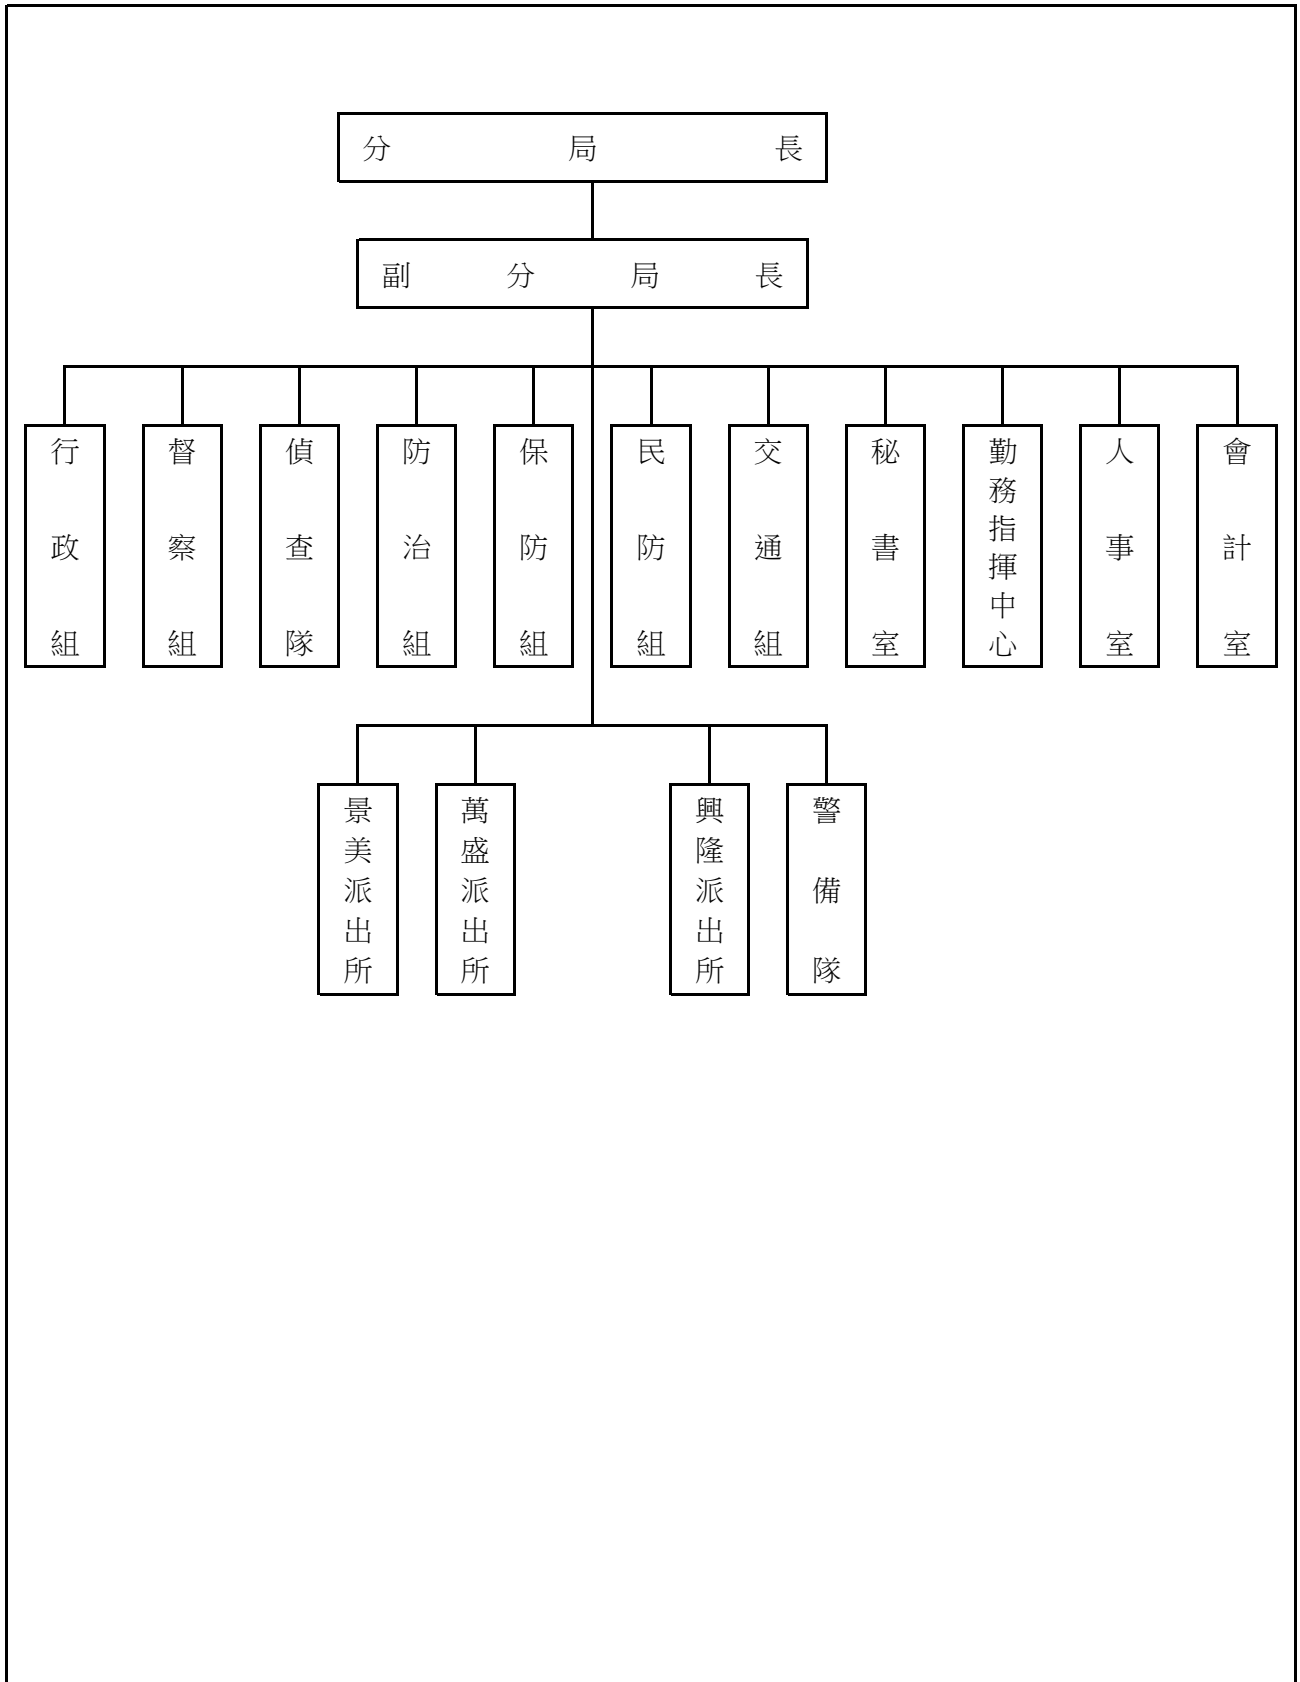 分局長
副分局長
行政組
督察組
偵查隊
防治組
保防組
民防組
交通組
秘書室
勤務指揮中心
人事室
會計室
景美派出所
萬盛派出所
興隆派出所
警備隊